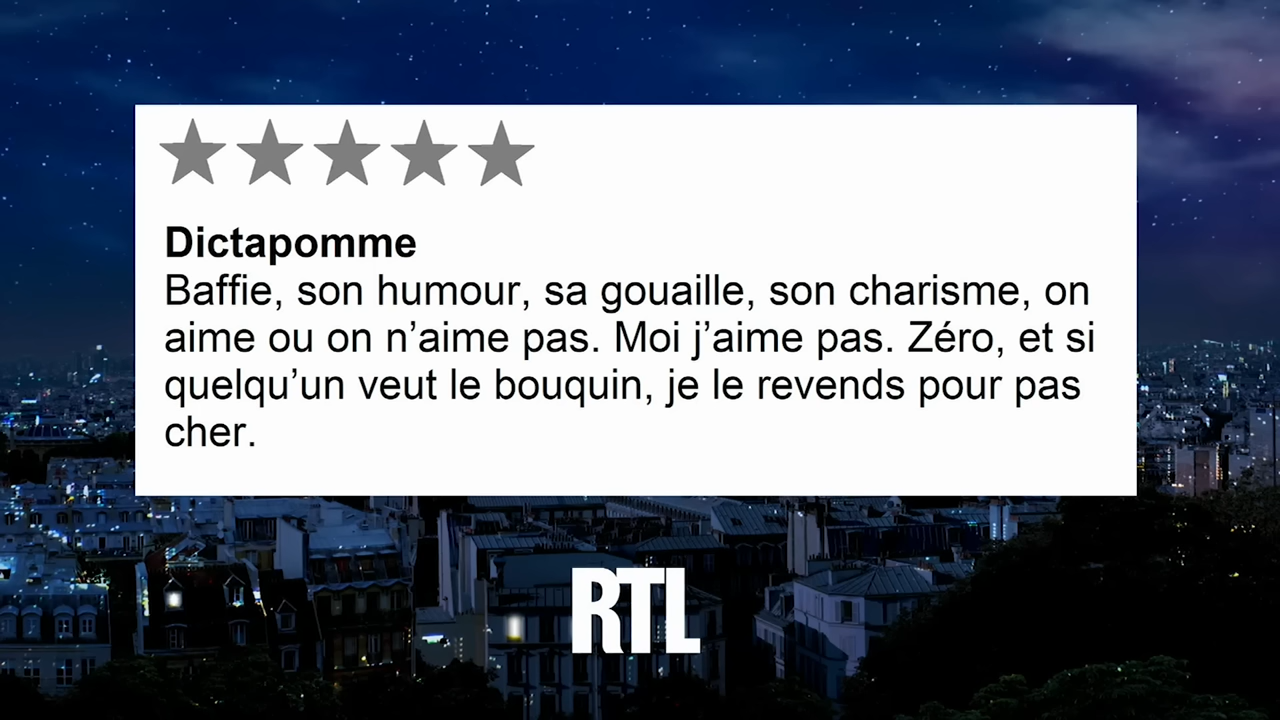 Dictapomme
Baffie, son humour, sa gouaille, son charisme, on
aime ou on n’aime pas. Moi j’aime pas. Zéro, et si
quelqu’un veut le bouquin, je le revends pour pas
cher.
RTL